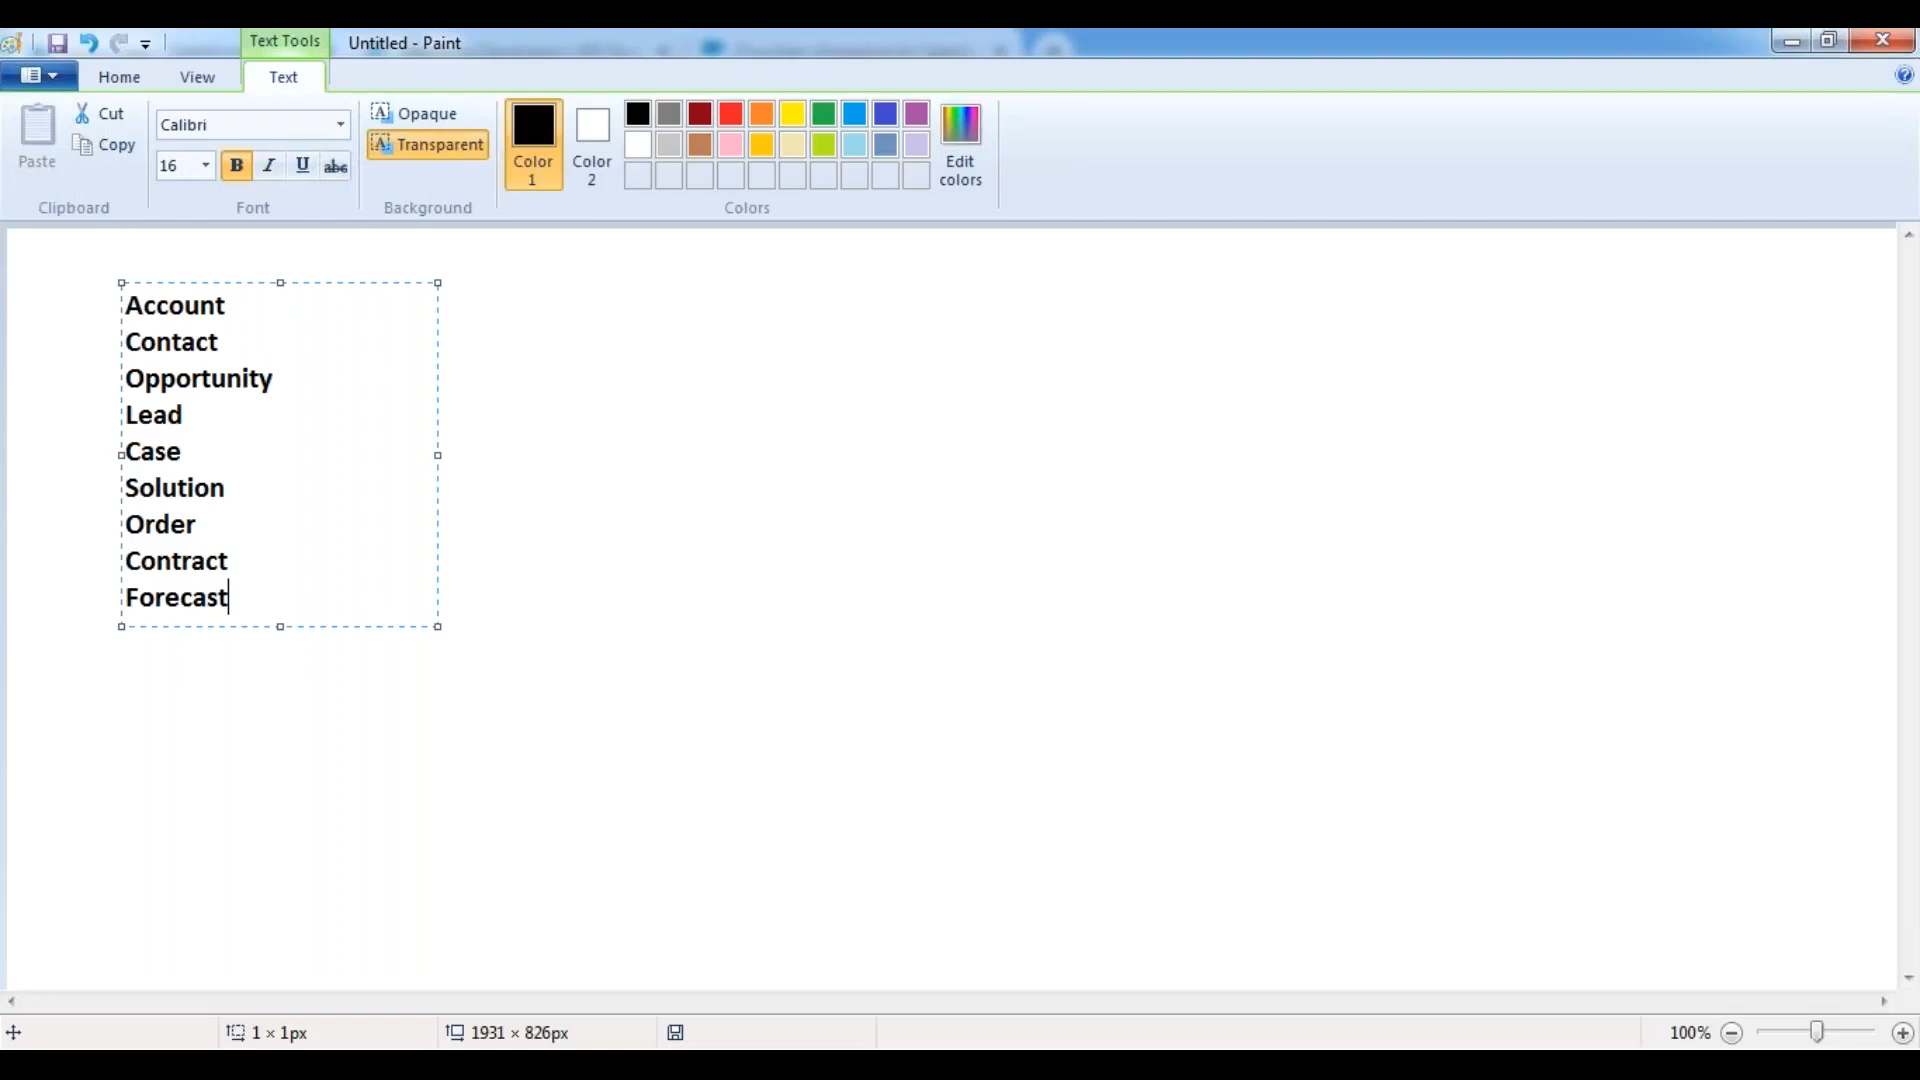 Text Tools
Untitled - Paint
Home
View
Text
Paste
Cut
Copy
Clipboard
Calibri
16
B
I
U
abc
Font
A Opaque
A Transparent
Background
Color
1
Color
2
Edit
colors
Colors
Account
Contact
Opportunity
Lead
Case
Solution
Order
Contract
Forecast
1 × 1px
1931 × 826px
100%